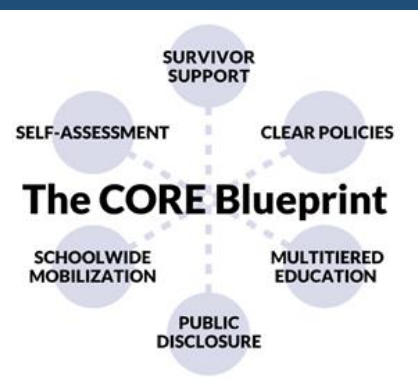 SURVIVOR
SUPPORT
SELF-ASSESSMENT
CLEAR POLICIES
The CORE Blueprint
SCHOOLWIDE
MOBILIZATION
MULTITIERED
EDUCATION
PUBLIC
DISCLOSURE